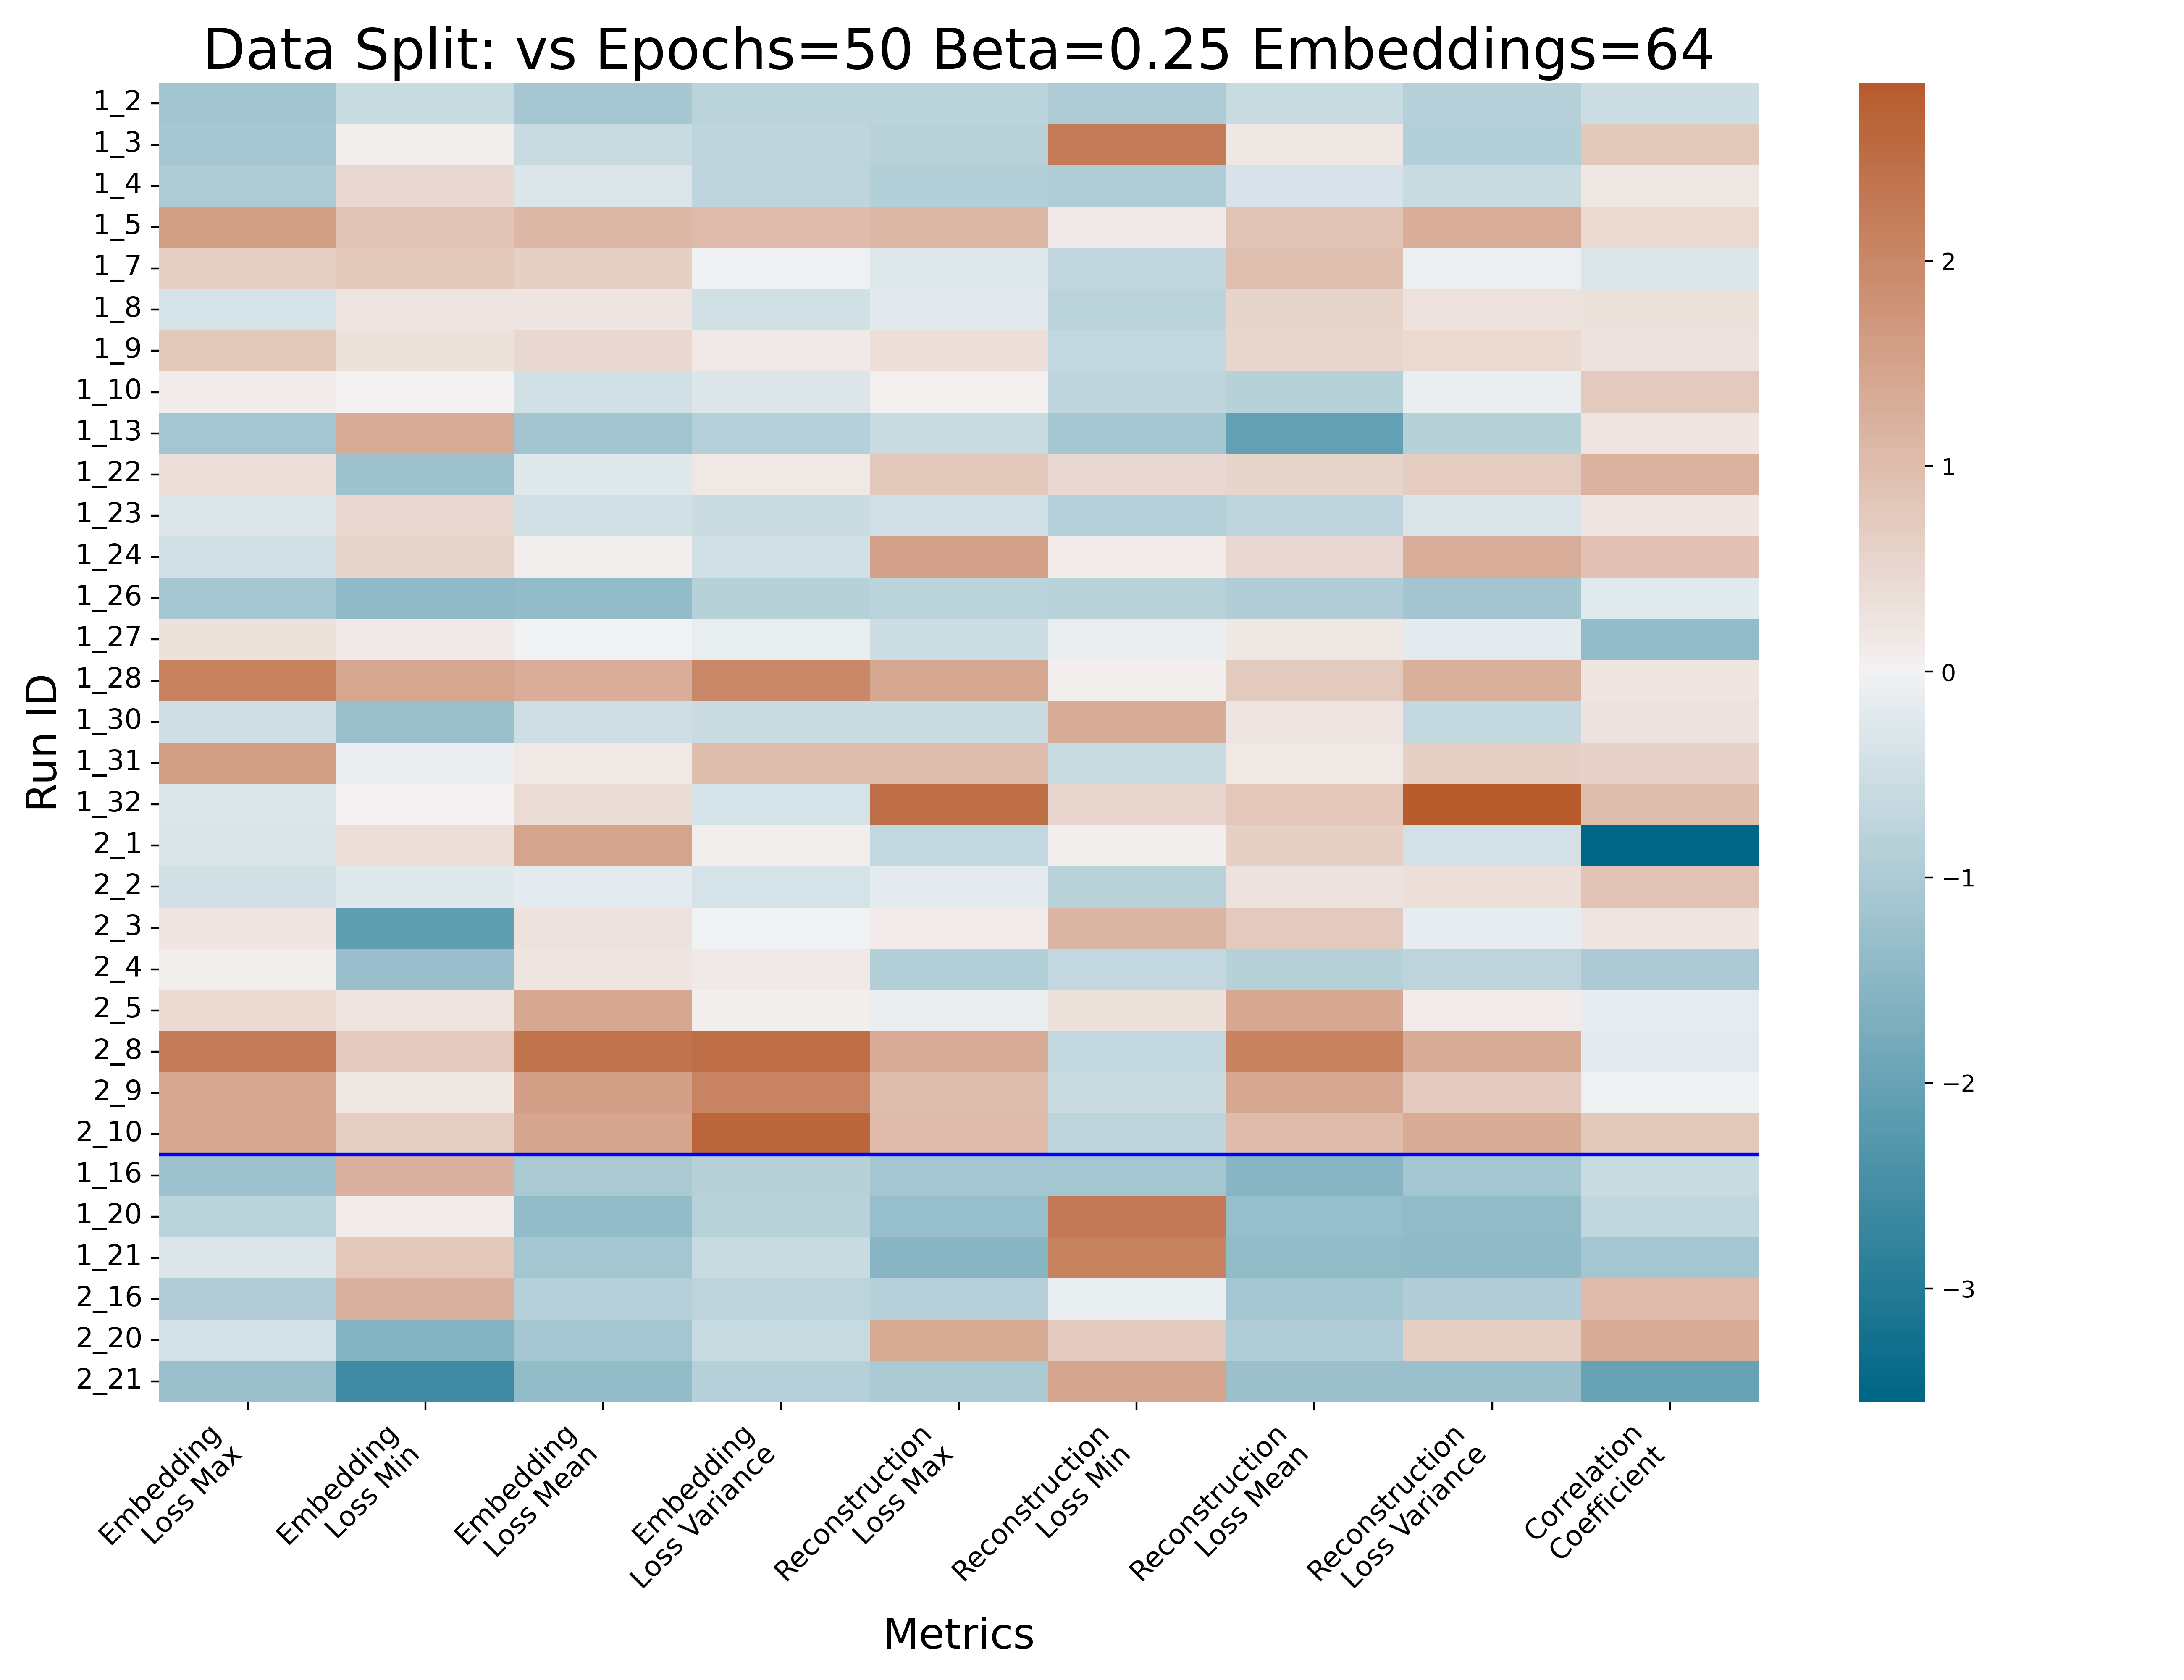 Data Split: vs Epochs=50 Beta=0.25 Embeddings=64
Run ID
1_2
1_3
1_4
1_5
1_7
1_8
1_9
1_10
1_13
1_22
1_23
1_24
1_26
1_27
1_28
1_30
1_31
1_32
2_1
2_2
2_3
2_4
2_5
2_8
2_9
2_10
1_16
1_20
1_21
2_16
2_20
2_21
Embedding
Loss Max
Embedding
Loss Min
Embedding
Loss Mean
Embedding
Loss Variance
Reconstruction
Loss Max
Reconstruction
Loss Min
Reconstruction
Loss Mean
Reconstruction
Loss Variance
Correlation
Coefficient
Metrics
2
1
0
−1
−2
−3